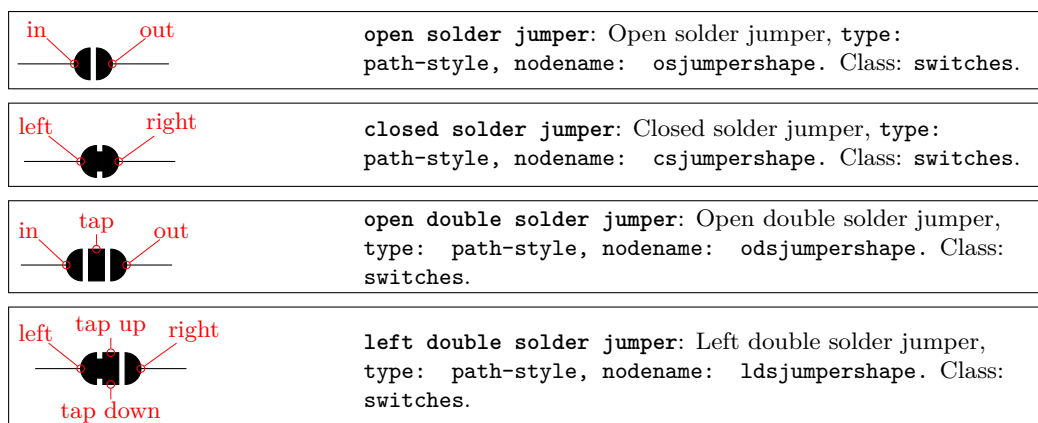 in out
open solder jumper: Open solder jumper, type:
path-style, nodename: osjumpershape. Class: switches.
left right
closed solder jumper: Closed solder jumper, type:
path-style, nodename: csjumpershape. Class: switches.
tap
in out
open double solder jumper: Open double solder jumper,
type: path-style, nodename: odsjumpershape. Class:
switches.
left tap up right
tap down
left double solder jumper: Left double solder jumper,
type: path-style, nodename: ldsjumpershape. Class:
switches.